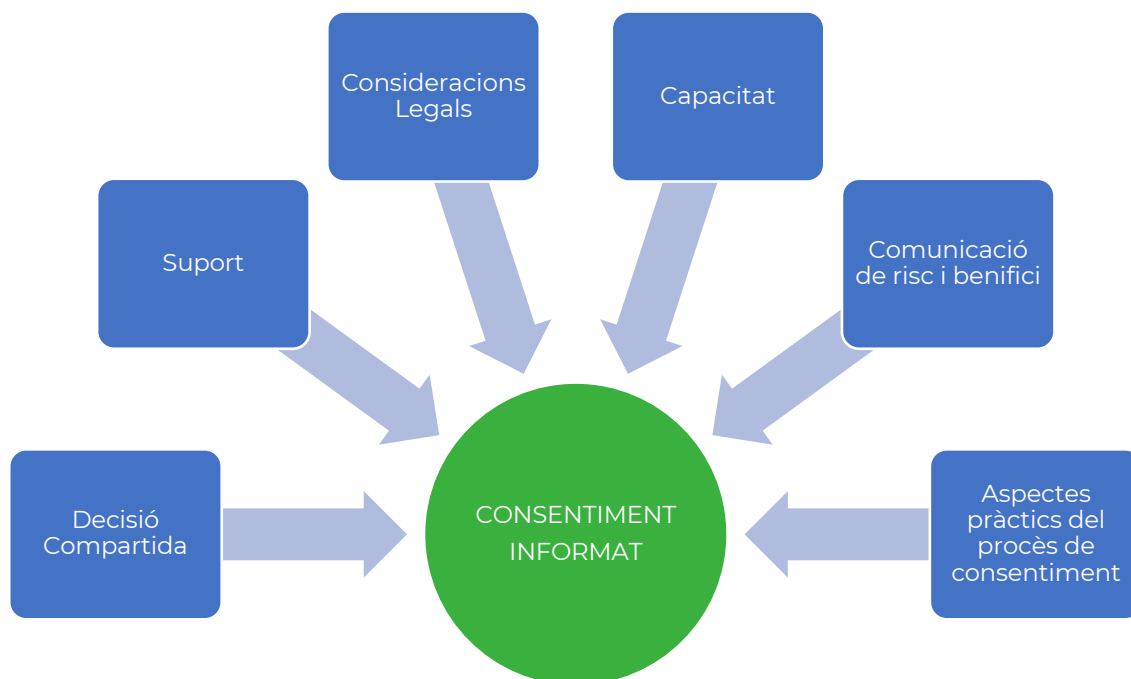 Consideracions
Legals
Capacitat
Suport
Comunicació
de risc i benifici
Decisió
Compartida
CONSENTIMENT
INFORMAT
Aspectes
pràctics del
procès de
consentiment